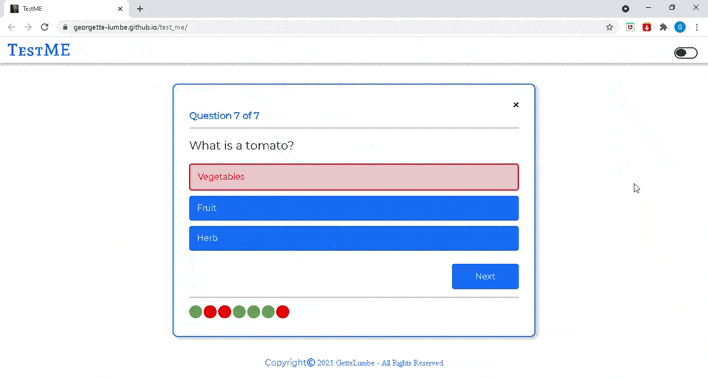 TestME
georgette-lumbe.github.io/test_me/
G
TESTME
×
Question 7 of 7
What is a tomato?
Vegetables
Fruit
Herb
Next
Copyright© 2021 GetteLumbe - All Rights Reserved